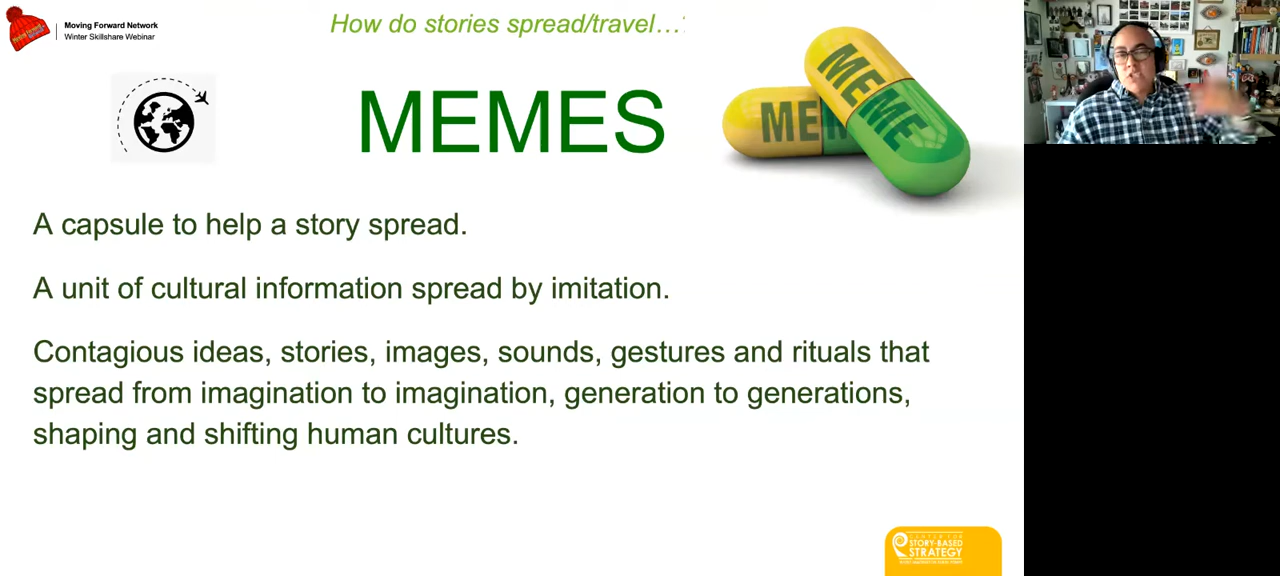 Moving Forward Network
Winter Skillshare Webinar
How do stories spread/travel…?
MEMES
MEME
A capsule to help a story spread.
A unit of cultural information spread by imitation.
Contagious ideas, stories, images, sounds, gestures and rituals that
spread from imagination to imagination, generation to generations,
shaping and shifting human cultures.
CENTER FOR
STORY-BASED
STRATEGY